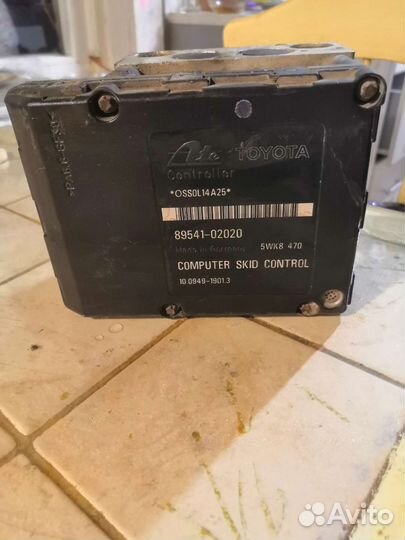 Ate TOYOTA
Controller
*OSS0L14A25*
89541-02020
Made in Germany 5WK8 470
COMPUTER SKID CONTROL
10.0949-1901.3
Avito